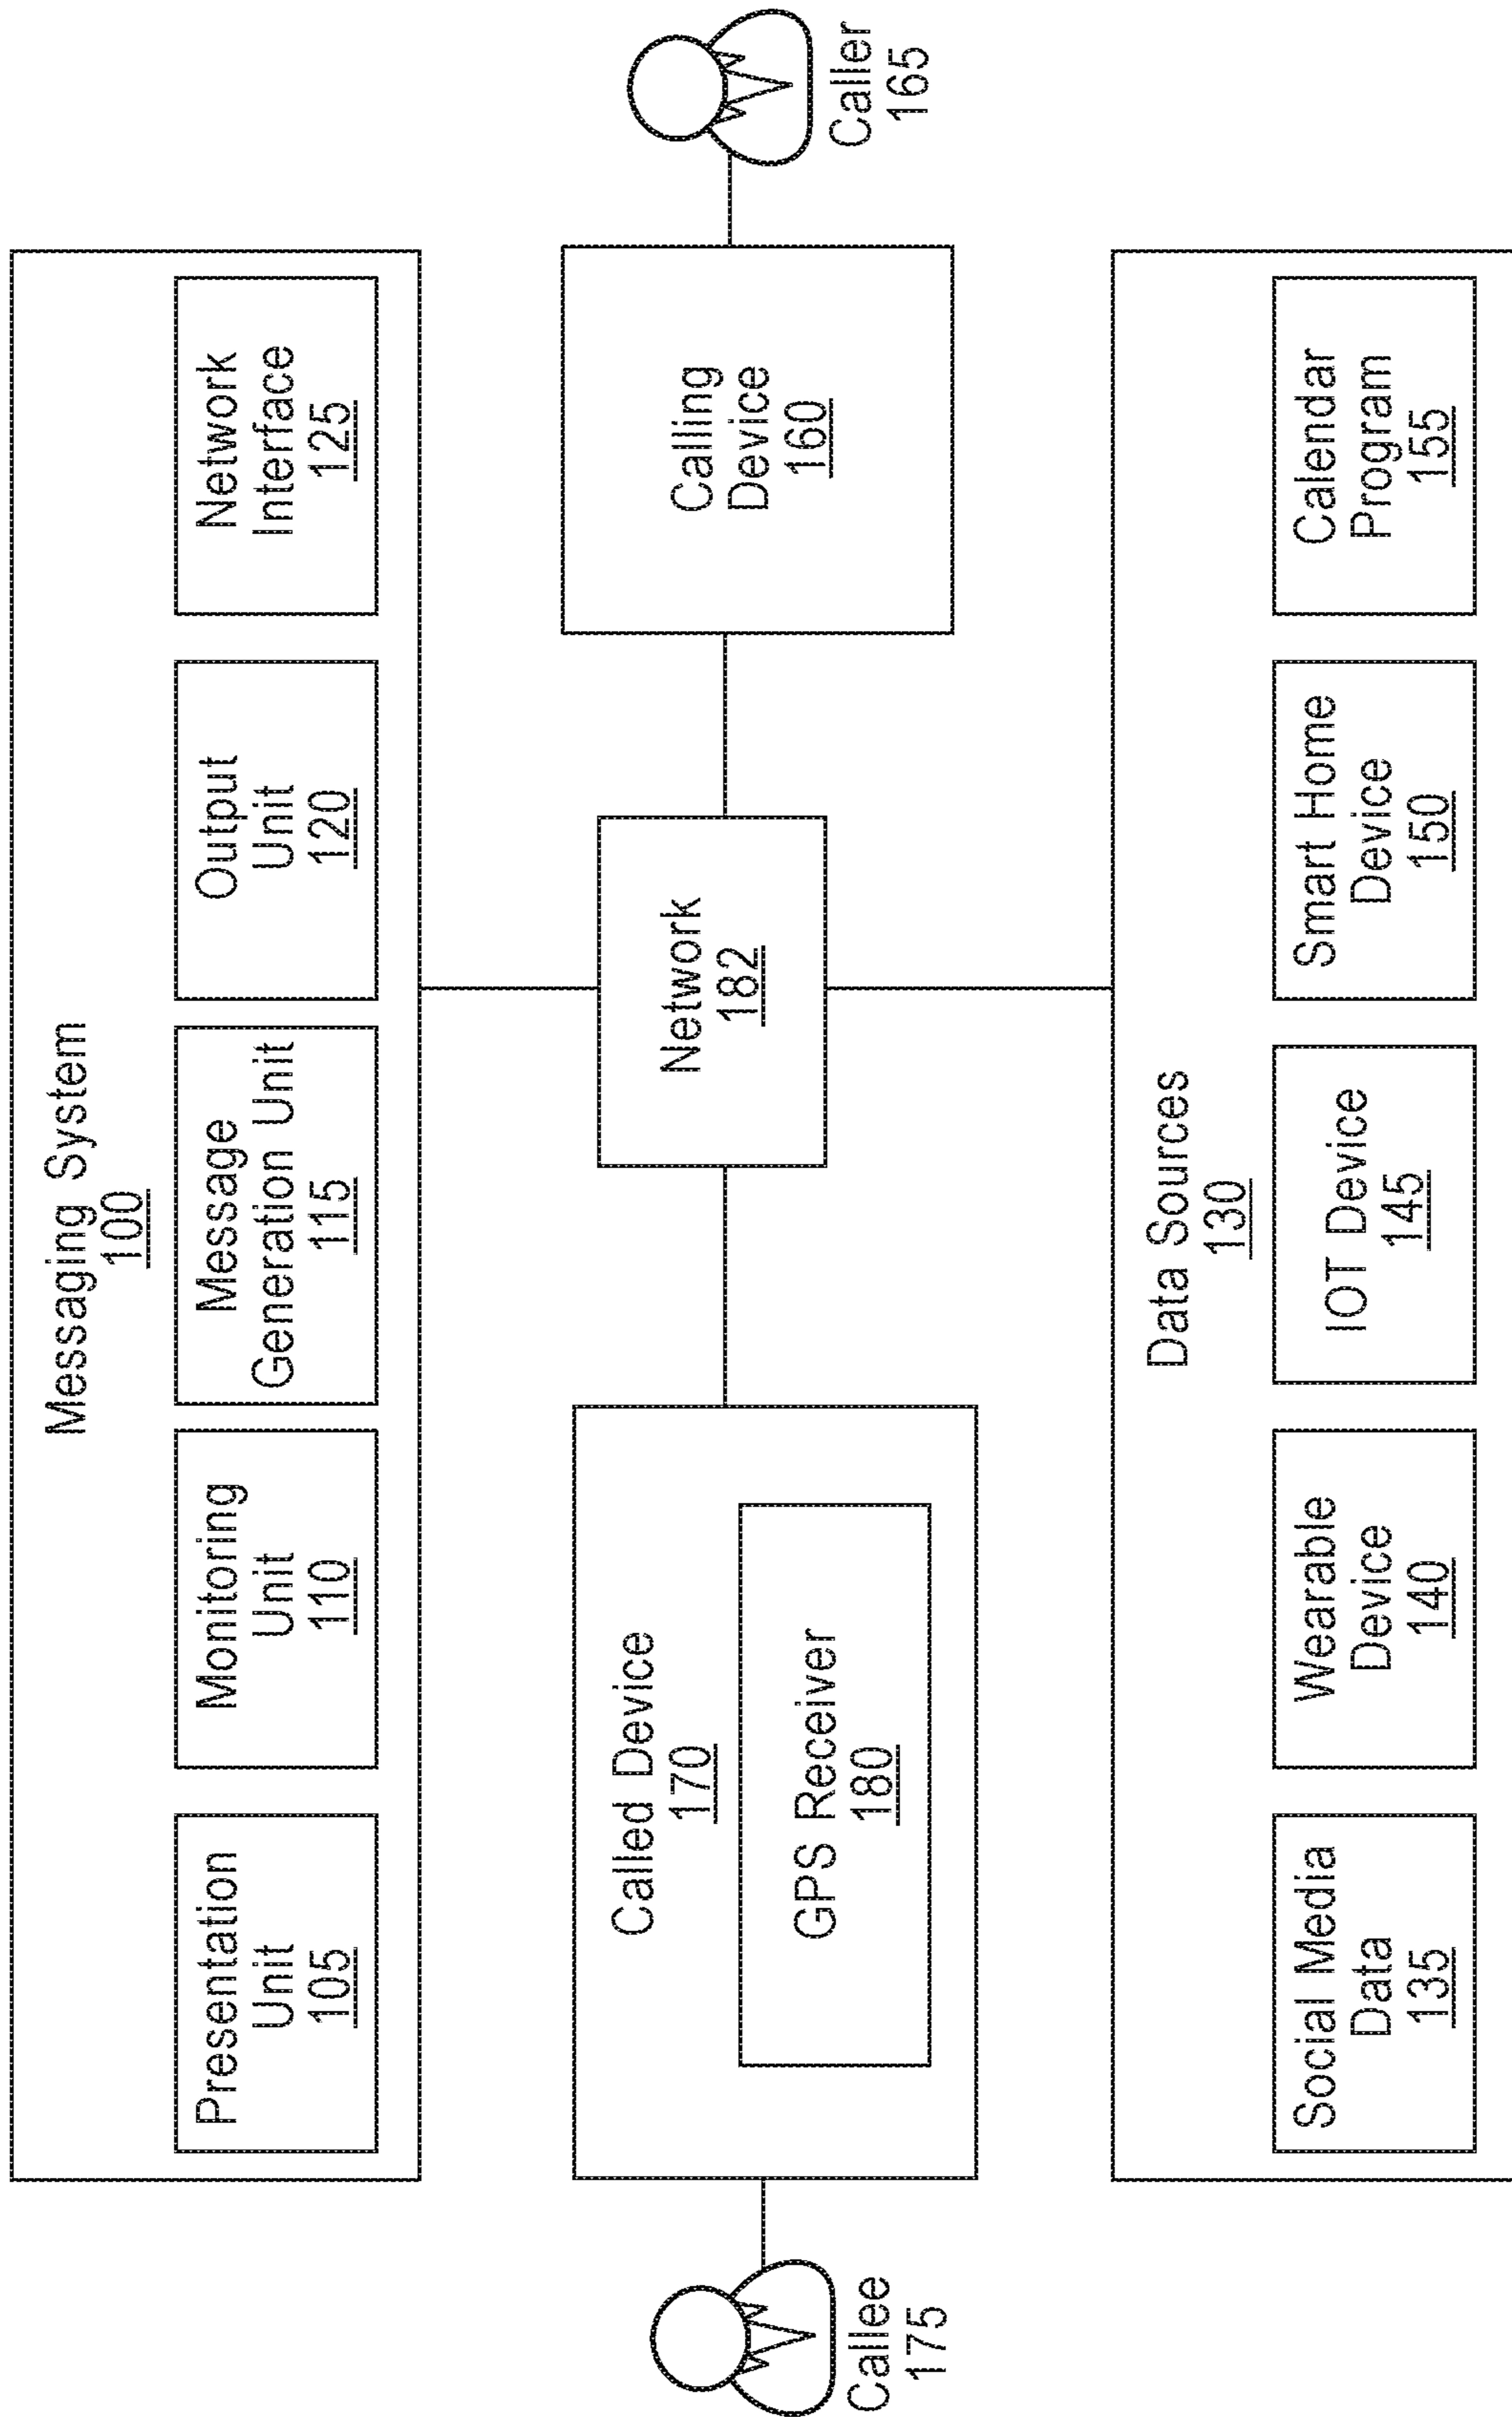 Messaging System
100
Presentation
Unit
105
Monitoring
Unit
110
Message
Generation Unit
115
Output
Unit
120
Network
Interface
125
Callee
175
Called Device
170
GPS Receiver
180
Network
182
Calling
Device
160
Caller
165
Data Sources
130
Social Media
Data
135
Wearable
Device
140
IOT Device
145
Smart Home
Device
150
Calendar
Program
155